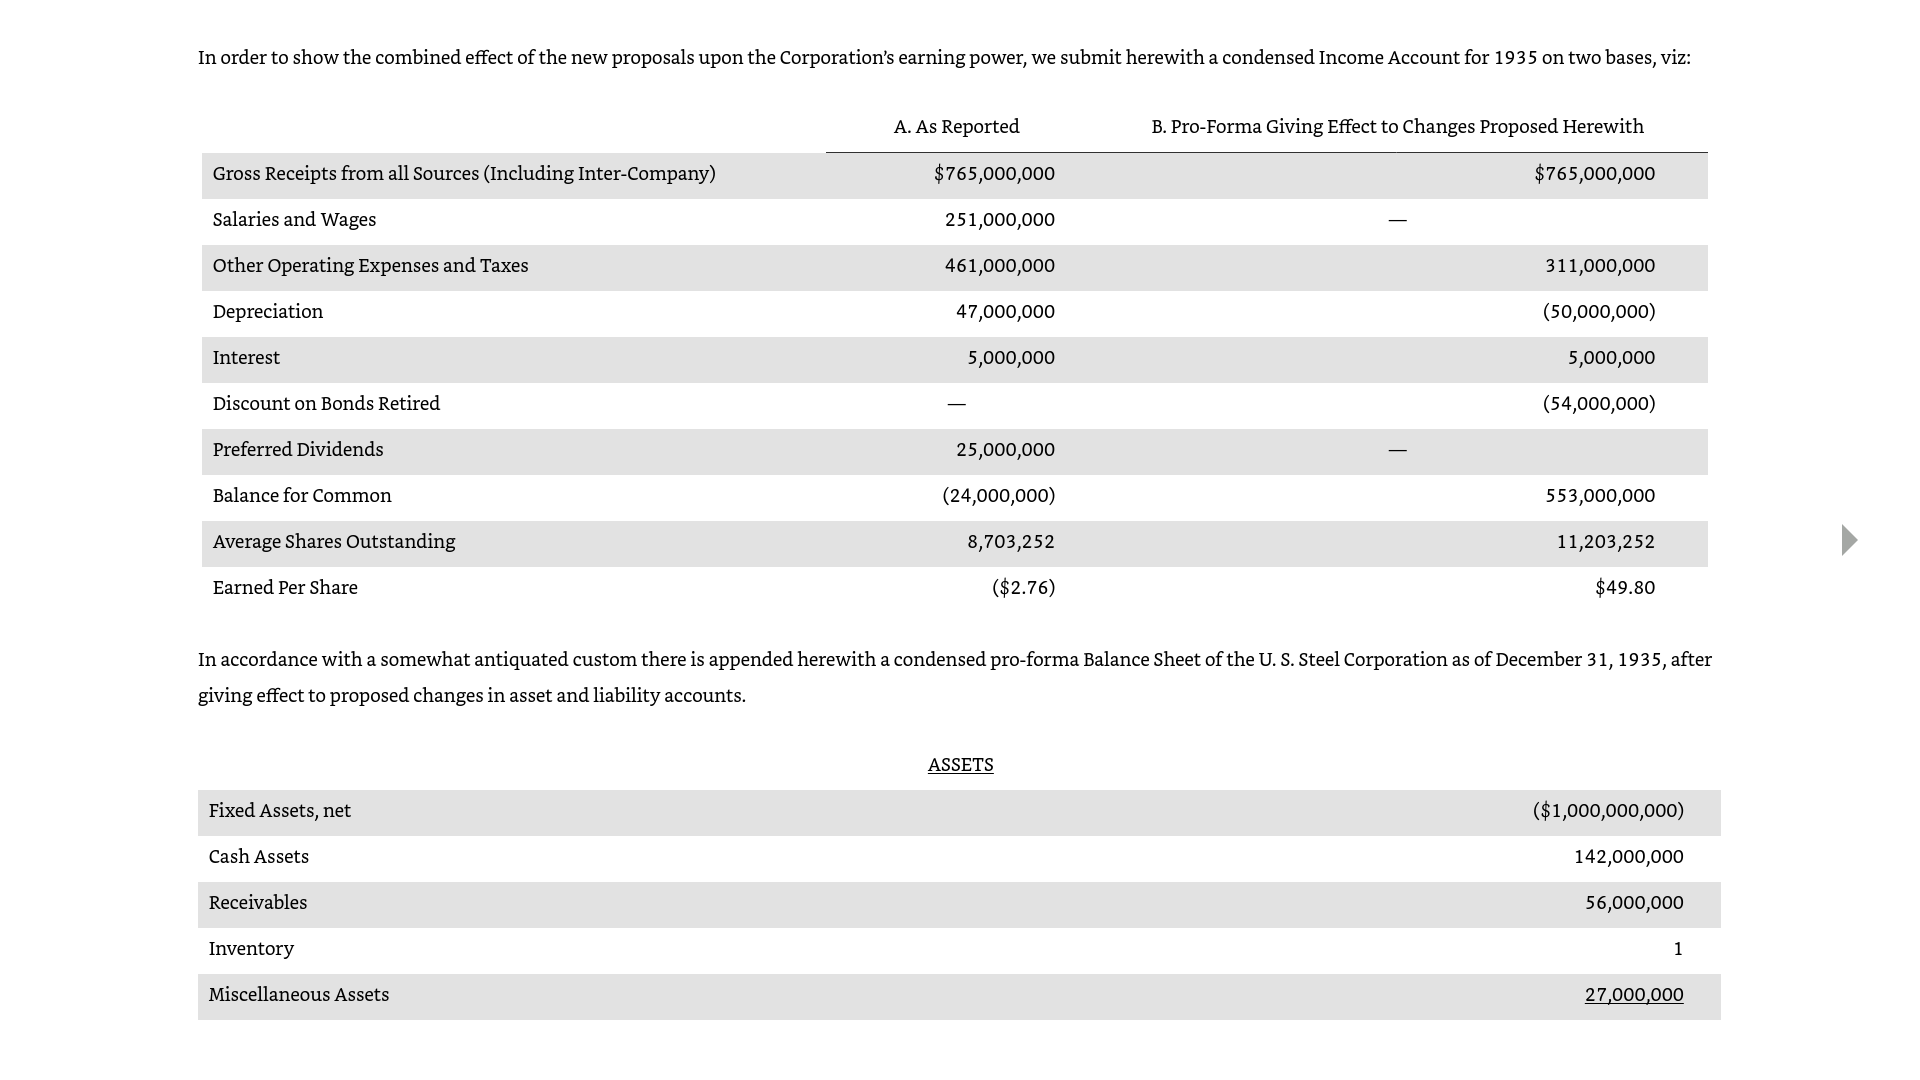 In order to show the combined effect of the new proposals upon the Corporation’s earning power, we submit herewith a condensed Income Account for 1935 on two bases, viz:
A. As Reported B. Pro-Forma Giving Effect to Changes Proposed Herewith
Gross Receipts from all Sources (Including Inter-Company) $765,000,000 $765,000,000
Salaries and Wages 251,000,000 —
Other Operating Expenses and Taxes 461,000,000 311,000,000
Depreciation 47,000,000 (50,000,000)
Interest 5,000,000 5,000,000
Discount on Bonds Retired — (54,000,000)
Preferred Dividends 25,000,000 —
Balance for Common (24,000,000) 553,000,000
Average Shares Outstanding 8,703,252 11,203,252
Earned Per Share ($2.76) $49.80
In accordance with a somewhat antiquated custom there is appended herewith a condensed pro-forma Balance Sheet of the U. S. Steel Corporation as of December 31, 1935, after
giving effect to proposed changes in asset and liability accounts.
ASSETS
Fixed Assets, net ($1,000,000,000)
Cash Assets 142,000,000
Receivables 56,000,000
Inventory 1
Miscellaneous Assets 27,000,000